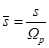 s̅ = s / Ω_p